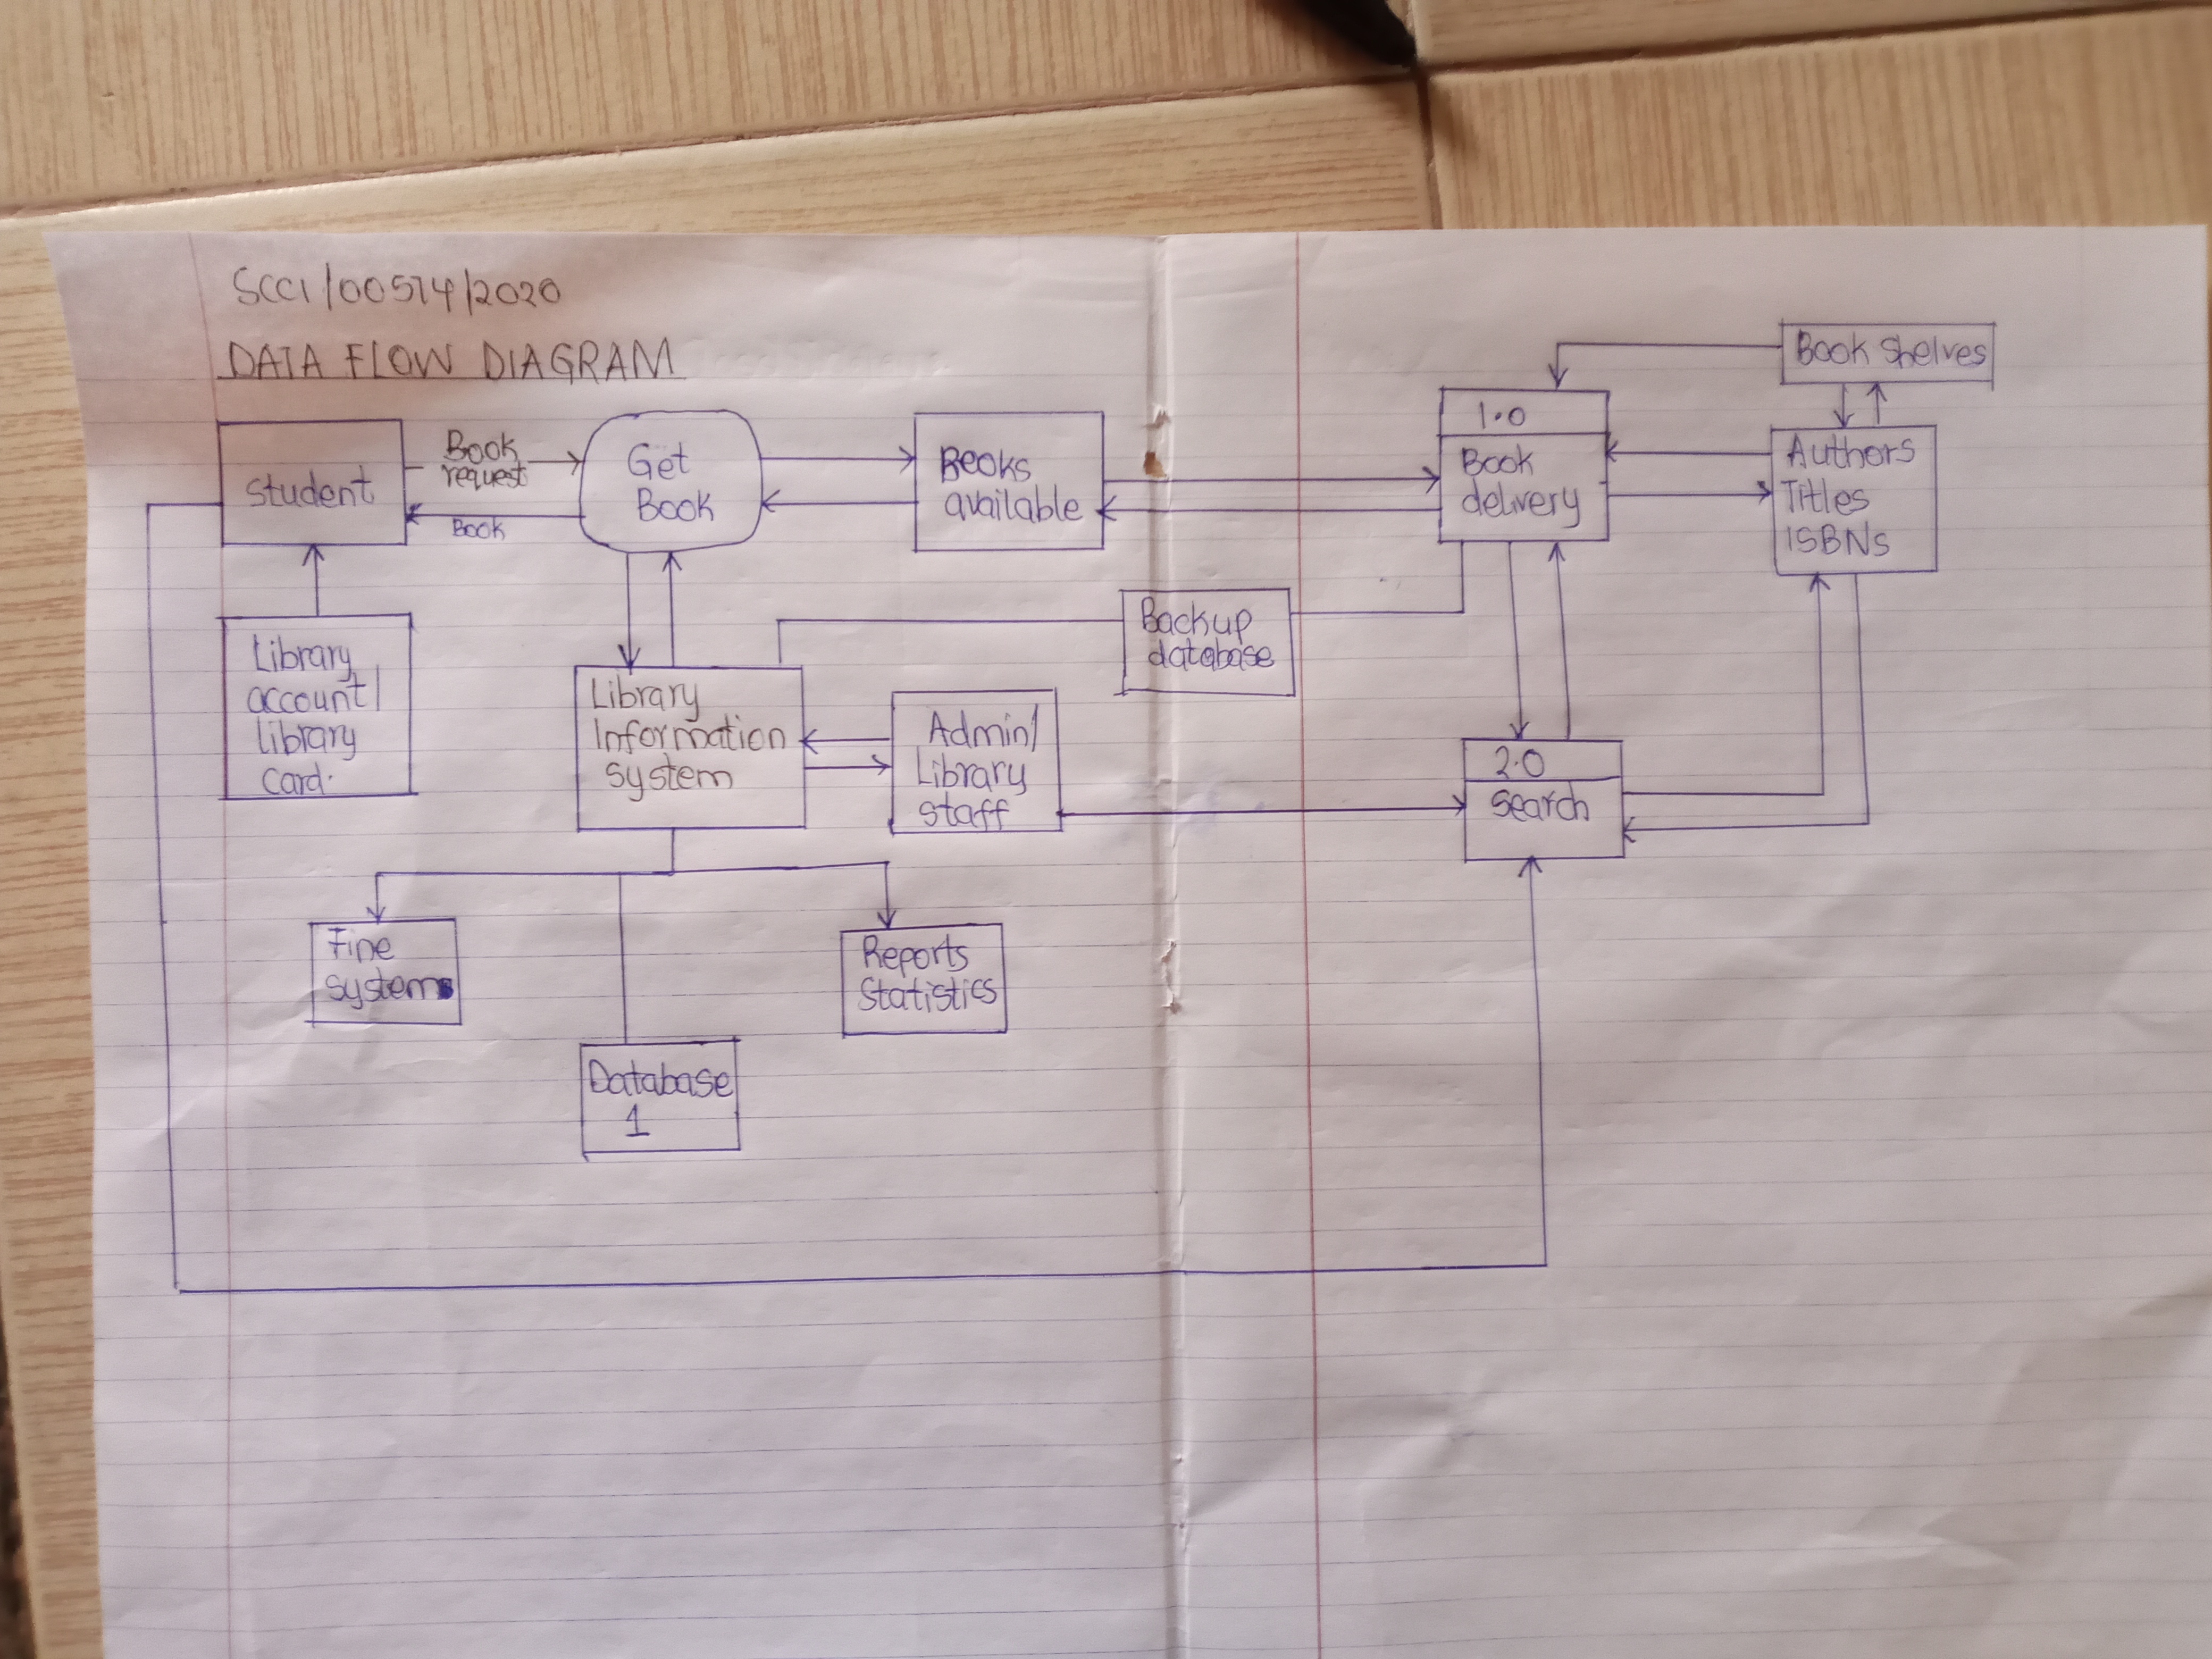 SCCI/00574/2020
DATA FLOW DIAGRAM
Student
Book
request
Book
Get
Book
Books
available
1.0
Book
delivery
Book Shelves
Authors
Titles
ISBNs
Library
account/
library
card.
Library
Information
system
Admin/
Library
staff
Backup
database
2.0
Search
Fine
systems
Reports
Statistics
Database
1